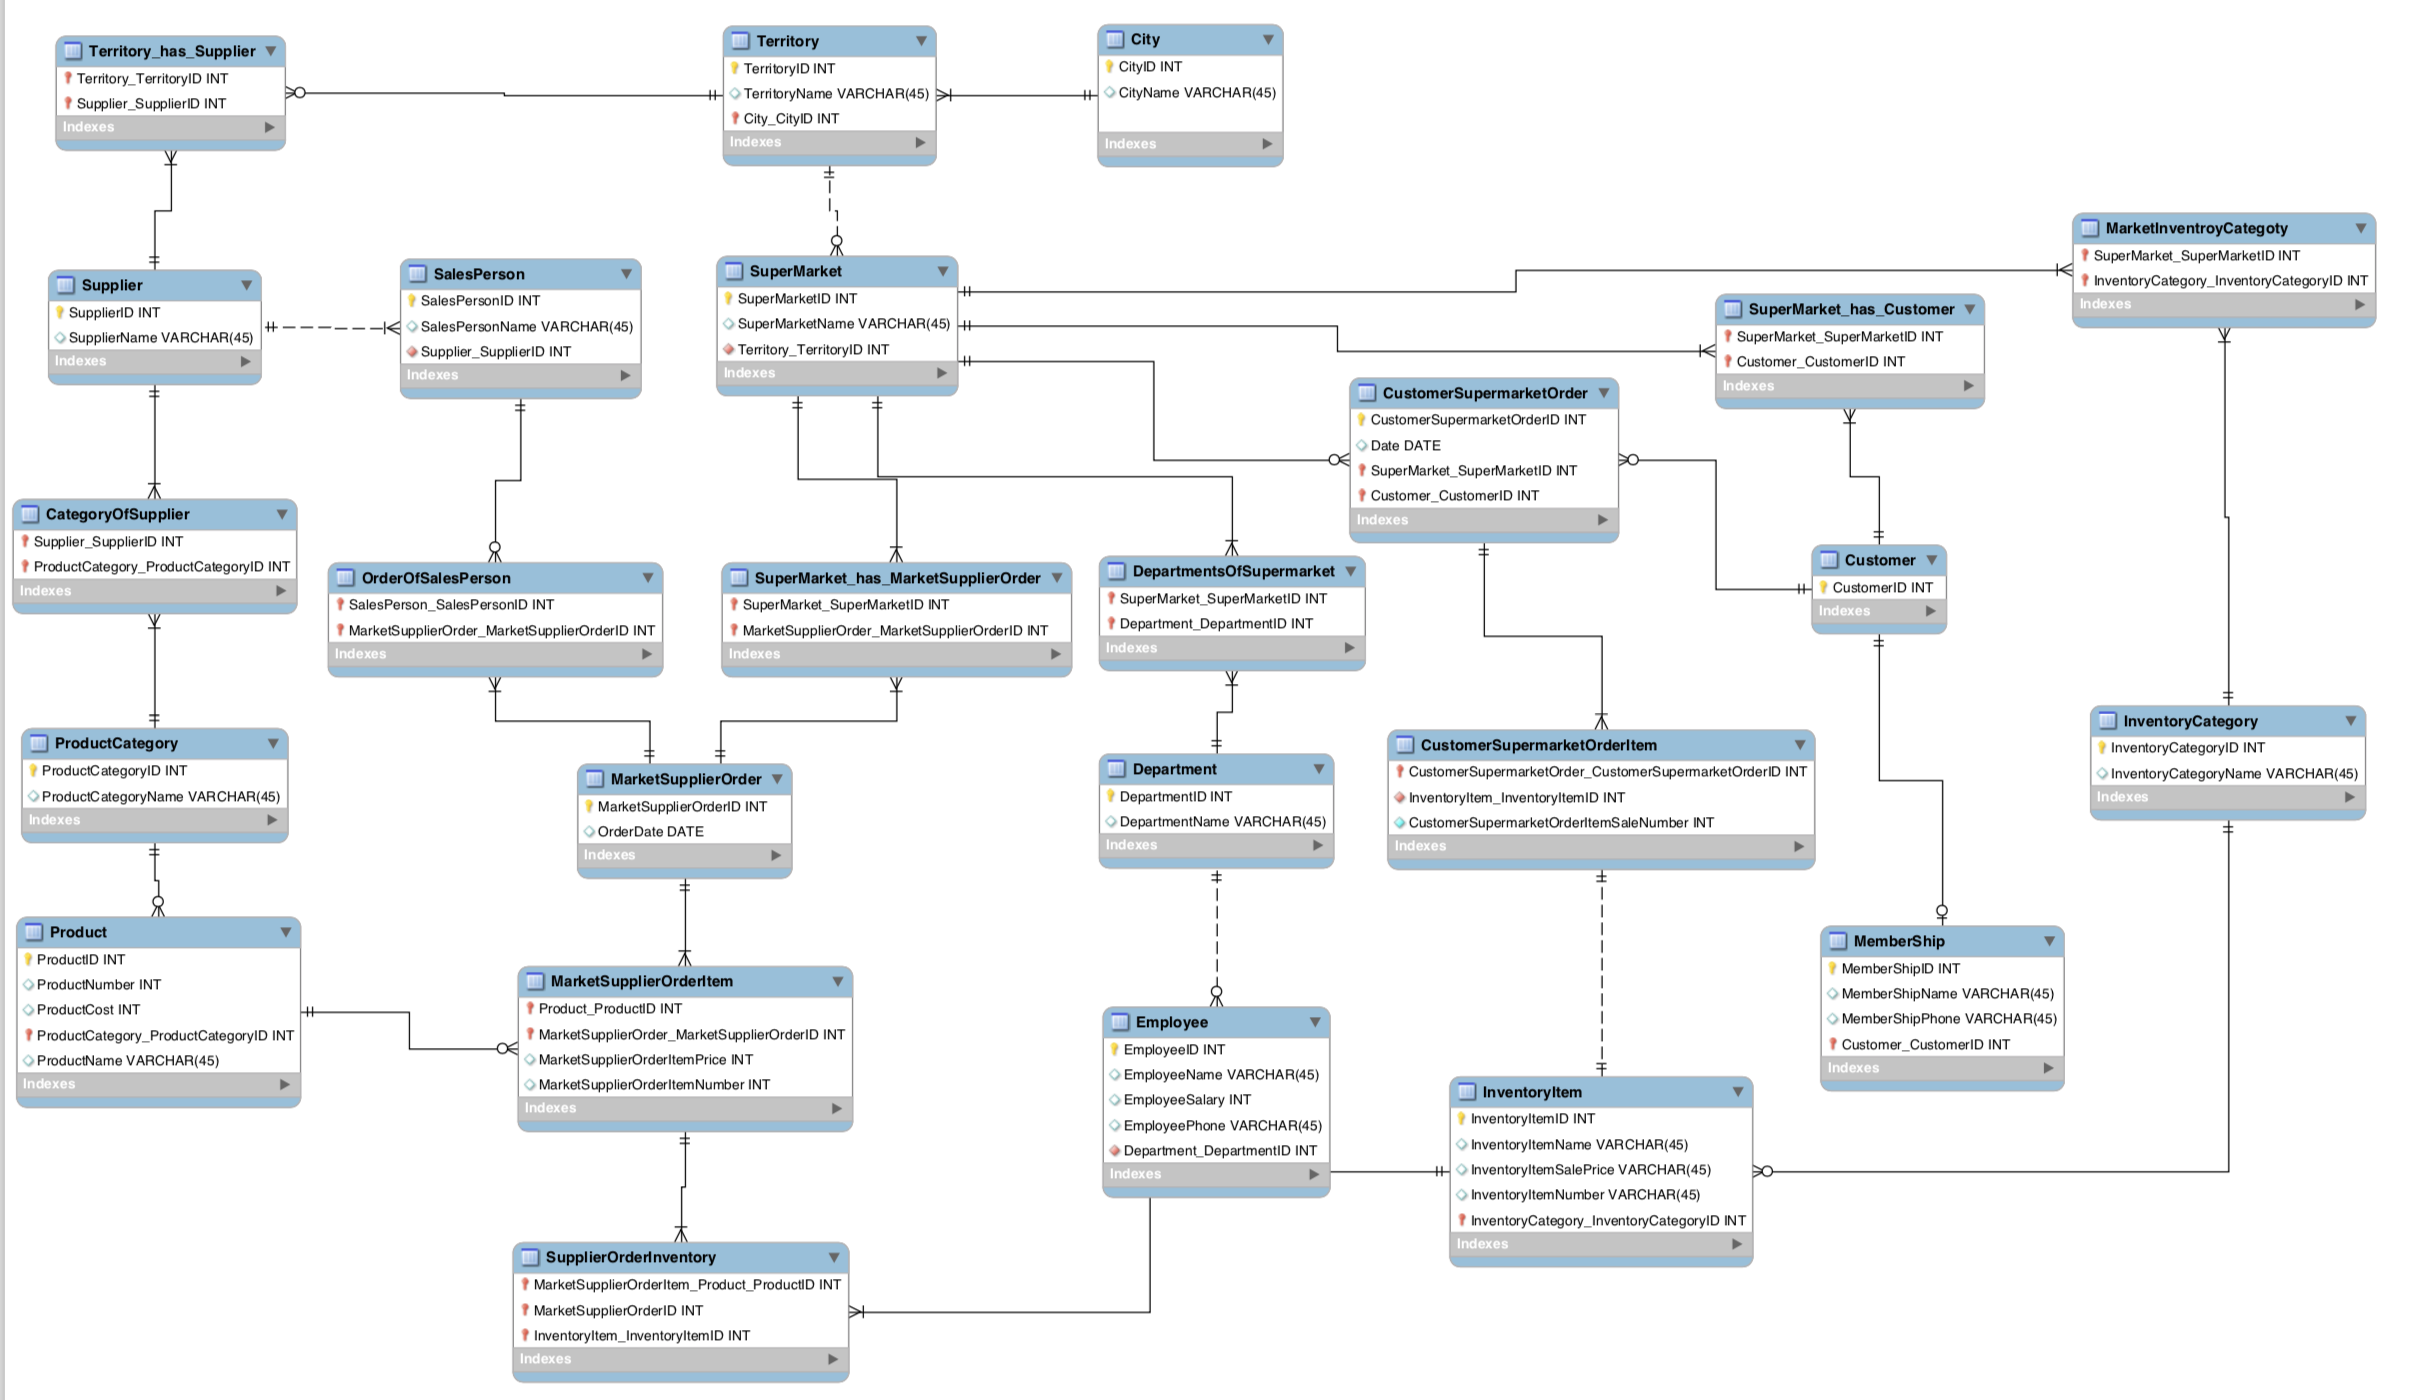 Territory_has_Supplier
Territory_TerritoryID INT
Supplier_SupplierID INT
Indexes
Territory
TerritoryID INT
TerritoryName VARCHAR(45)
City_CityID INT
Indexes
City
CityID INT
CityName VARCHAR(45)
Indexes
MarketInventroyCategoty
SuperMarket_SuperMarketID INT
InventoryCategory_InventoryCategoryID INT
Indexes
Supplier
SupplierID INT
SupplierName VARCHAR(45)
Indexes
SalesPerson
SalesPersonID INT
SalesPersonName VARCHAR(45)
Supplier_SupplierID INT
Indexes
SuperMarket
SuperMarketID INT
SuperMarketName VARCHAR(45)
Territory_TerritoryID INT
Indexes
SuperMarket_has_Customer
SuperMarket_SuperMarketID INT
Customer_CustomerID INT
Indexes
CustomerSupermarketOrder
CustomerSupermarketOrderID INT
Date DATE
SuperMarket_SuperMarketID INT
Customer_CustomerID INT
Indexes
CategoryOfSupplier
Supplier_SupplierID INT
ProductCategory_ProductCategoryID INT
Indexes
OrderOfSalesPerson
SalesPerson_SalesPersonID INT
MarketSupplierOrder_MarketSupplierOrderID INT
Indexes
SuperMarket_has_MarketSupplierOrder
SuperMarket_SuperMarketID INT
MarketSupplierOrder_MarketSupplierOrderID INT
Indexes
DepartmentsOfSupermarket
SuperMarket_SuperMarketID INT
Department_DepartmentID INT
Indexes
Customer
CustomerID INT
Indexes
ProductCategory
ProductCategoryID INT
ProductCategoryName VARCHAR(45)
Indexes
MarketSupplierOrder
MarketSupplierOrderID INT
OrderDate DATE
Indexes
Department
DepartmentID INT
DepartmentName VARCHAR(45)
Indexes
CustomerSupermarketOrderItem
CustomerSupermarketOrder_CustomerSupermarketOrderID INT
InventoryItem_InventoryItemID INT
CustomerSupermarketOrderItemSaleNumber INT
Indexes
InventoryCategory
InventoryCategoryID INT
InventoryCategoryName VARCHAR(45)
Indexes
Product
ProductID INT
ProductNumber INT
ProductCost INT
ProductCategory_ProductCategoryID INT
ProductName VARCHAR(45)
Indexes
MarketSupplierOrderItem
Product_ProductID INT
MarketSupplierOrder_MarketSupplierOrderID INT
MarketSupplierOrderItemPrice INT
MarketSupplierOrderItemNumber INT
Indexes
Employee
EmployeeID INT
EmployeeName VARCHAR(45)
EmployeeSalary INT
EmployeePhone VARCHAR(45)
Department_DepartmentID INT
Indexes
MemberShip
MemberShipID INT
MemberShipName VARCHAR(45)
MemberShipPhone VARCHAR(45)
Customer_CustomerID INT
Indexes
InventoryItem
InventoryItemID INT
InventoryItemName VARCHAR(45)
InventoryItemSalePrice VARCHAR(45)
InventoryItemNumber VARCHAR(45)
InventoryCategory_InventoryCategoryID INT
Indexes
SupplierOrderInventory
MarketSupplierOrderItem_Product_ProductID INT
MarketSupplierOrderID INT
InventoryItem_InventoryItemID INT
Indexes